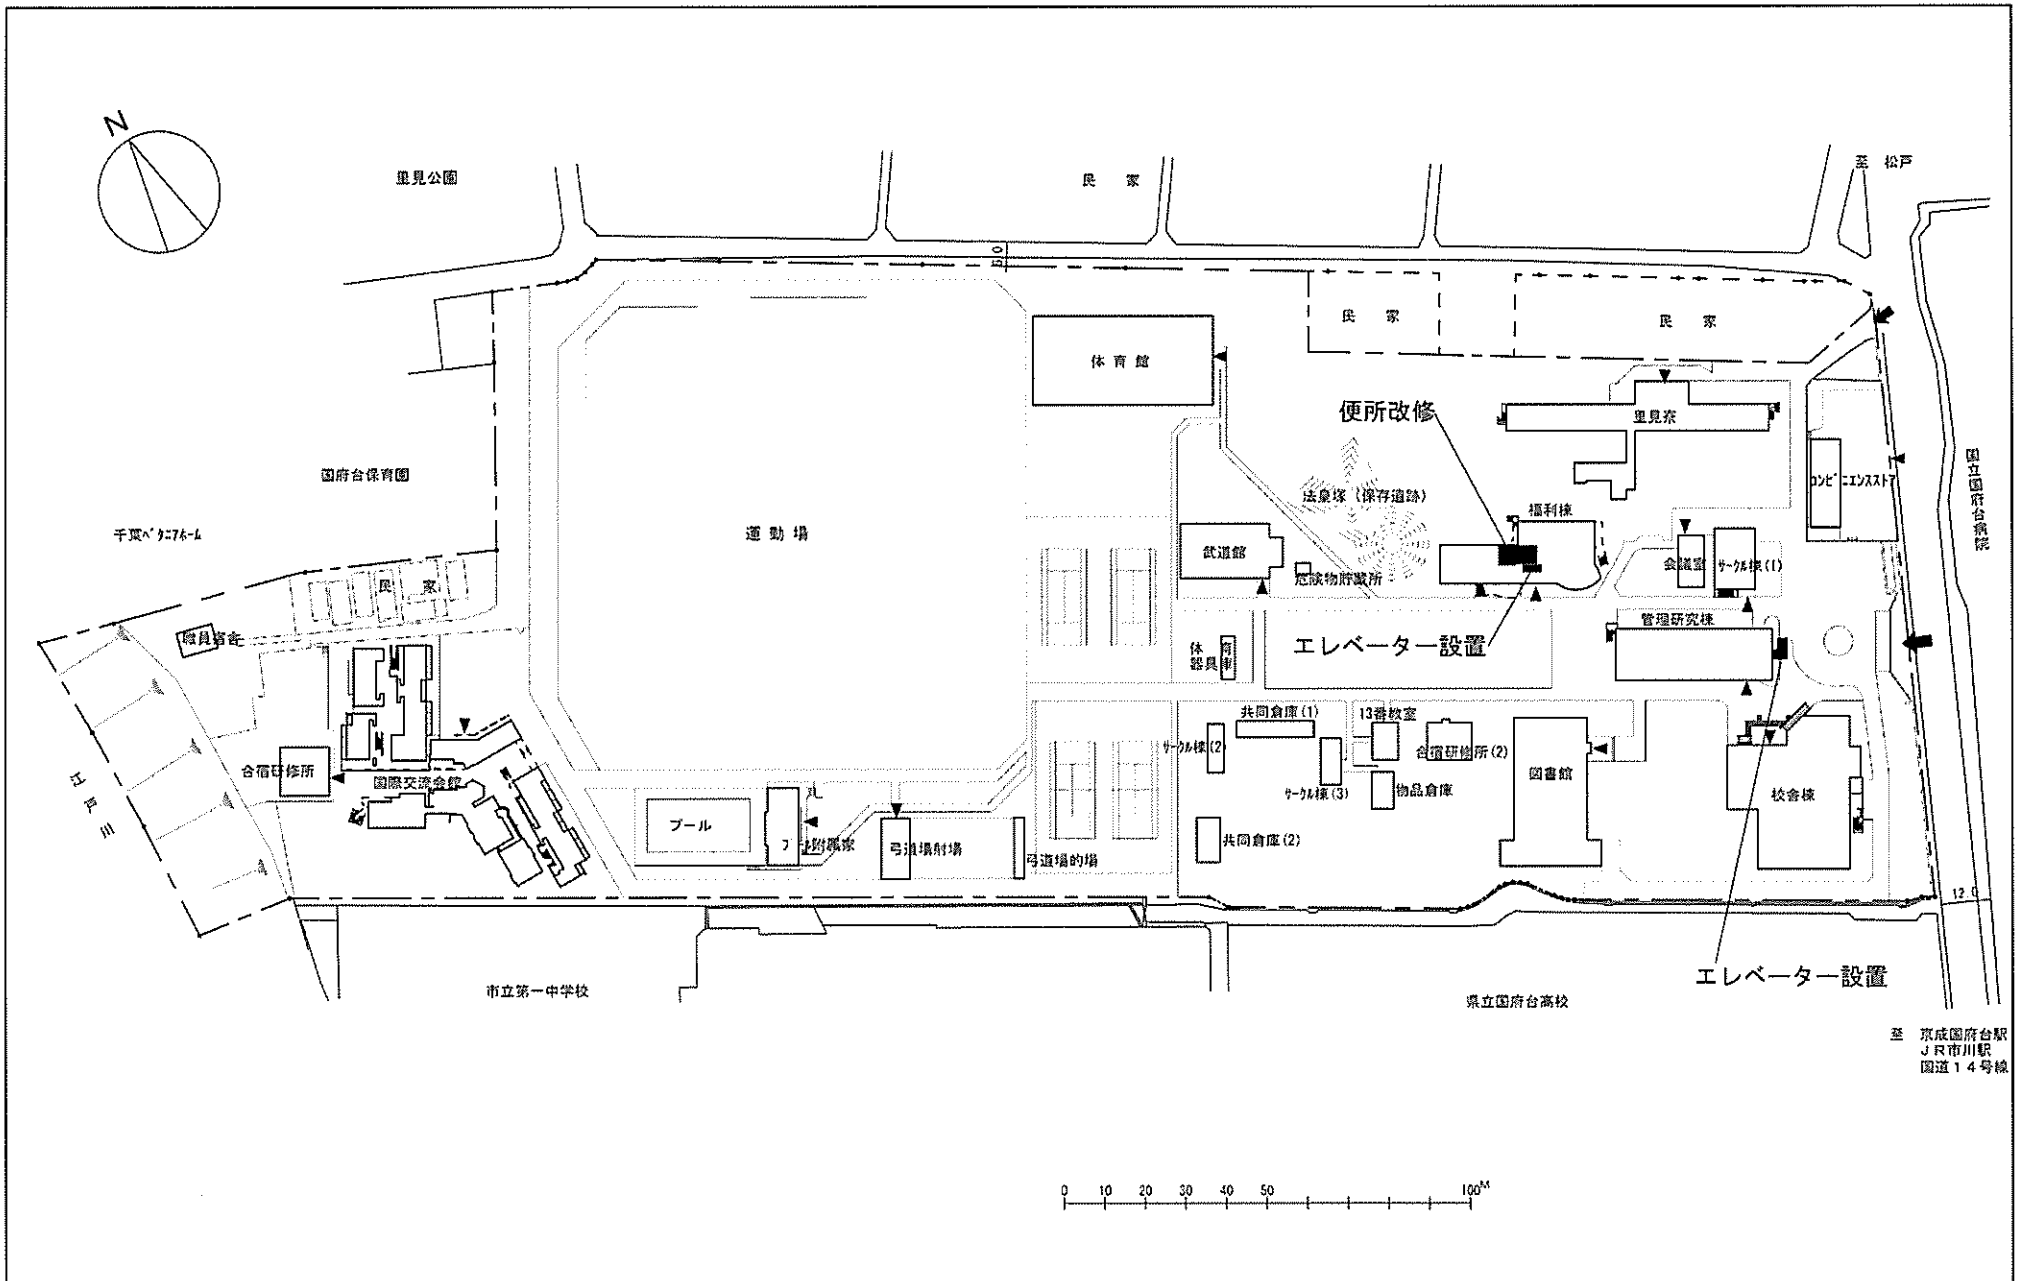 N
里見公園
民 家
至 松戸
5.0
民 家
民 家
体育館
便所改修
里見寮
国府台保育園
法皇塚（保存遺跡）
福利棟
コンビニエンスストア
国立国府台病院
千葉ベタニアホーム
運動場
武道館
危険物貯蔵所
会議室
サークル棟(1)
民 家
職員宿舎
管理研究棟
エレベーター設置
体
器具
共同倉庫(1)
13番教室
サークル棟(2)
合宿研修所(2)
合宿研修所
国際交流会館
図書館
江戸川
サークル棟(3)
物品倉庫
校舎棟
プール
弓道場射場
弓道場的場
共同倉庫(2)
12.0
エレベーター設置
市立第一中学校
県立国府台高校
至 京成国府台駅
JR市川駅
国道14号線
0 10 20 30 40 50 100M